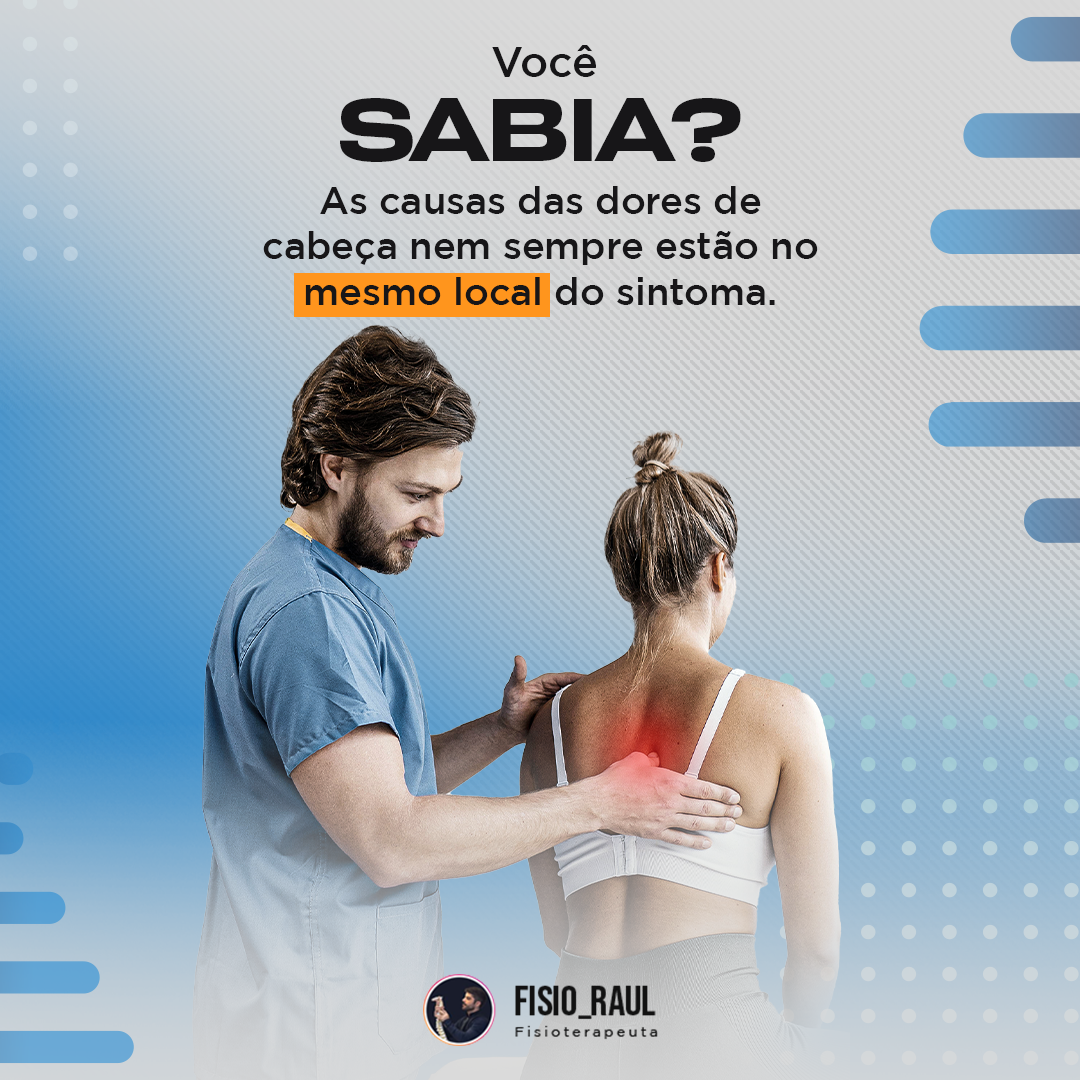 Você
SABIA?
As causas das dores de
cabeça nem sempre estão no
mesmo local do sintoma.
FISIO_RAUL
Fisioterapeuta